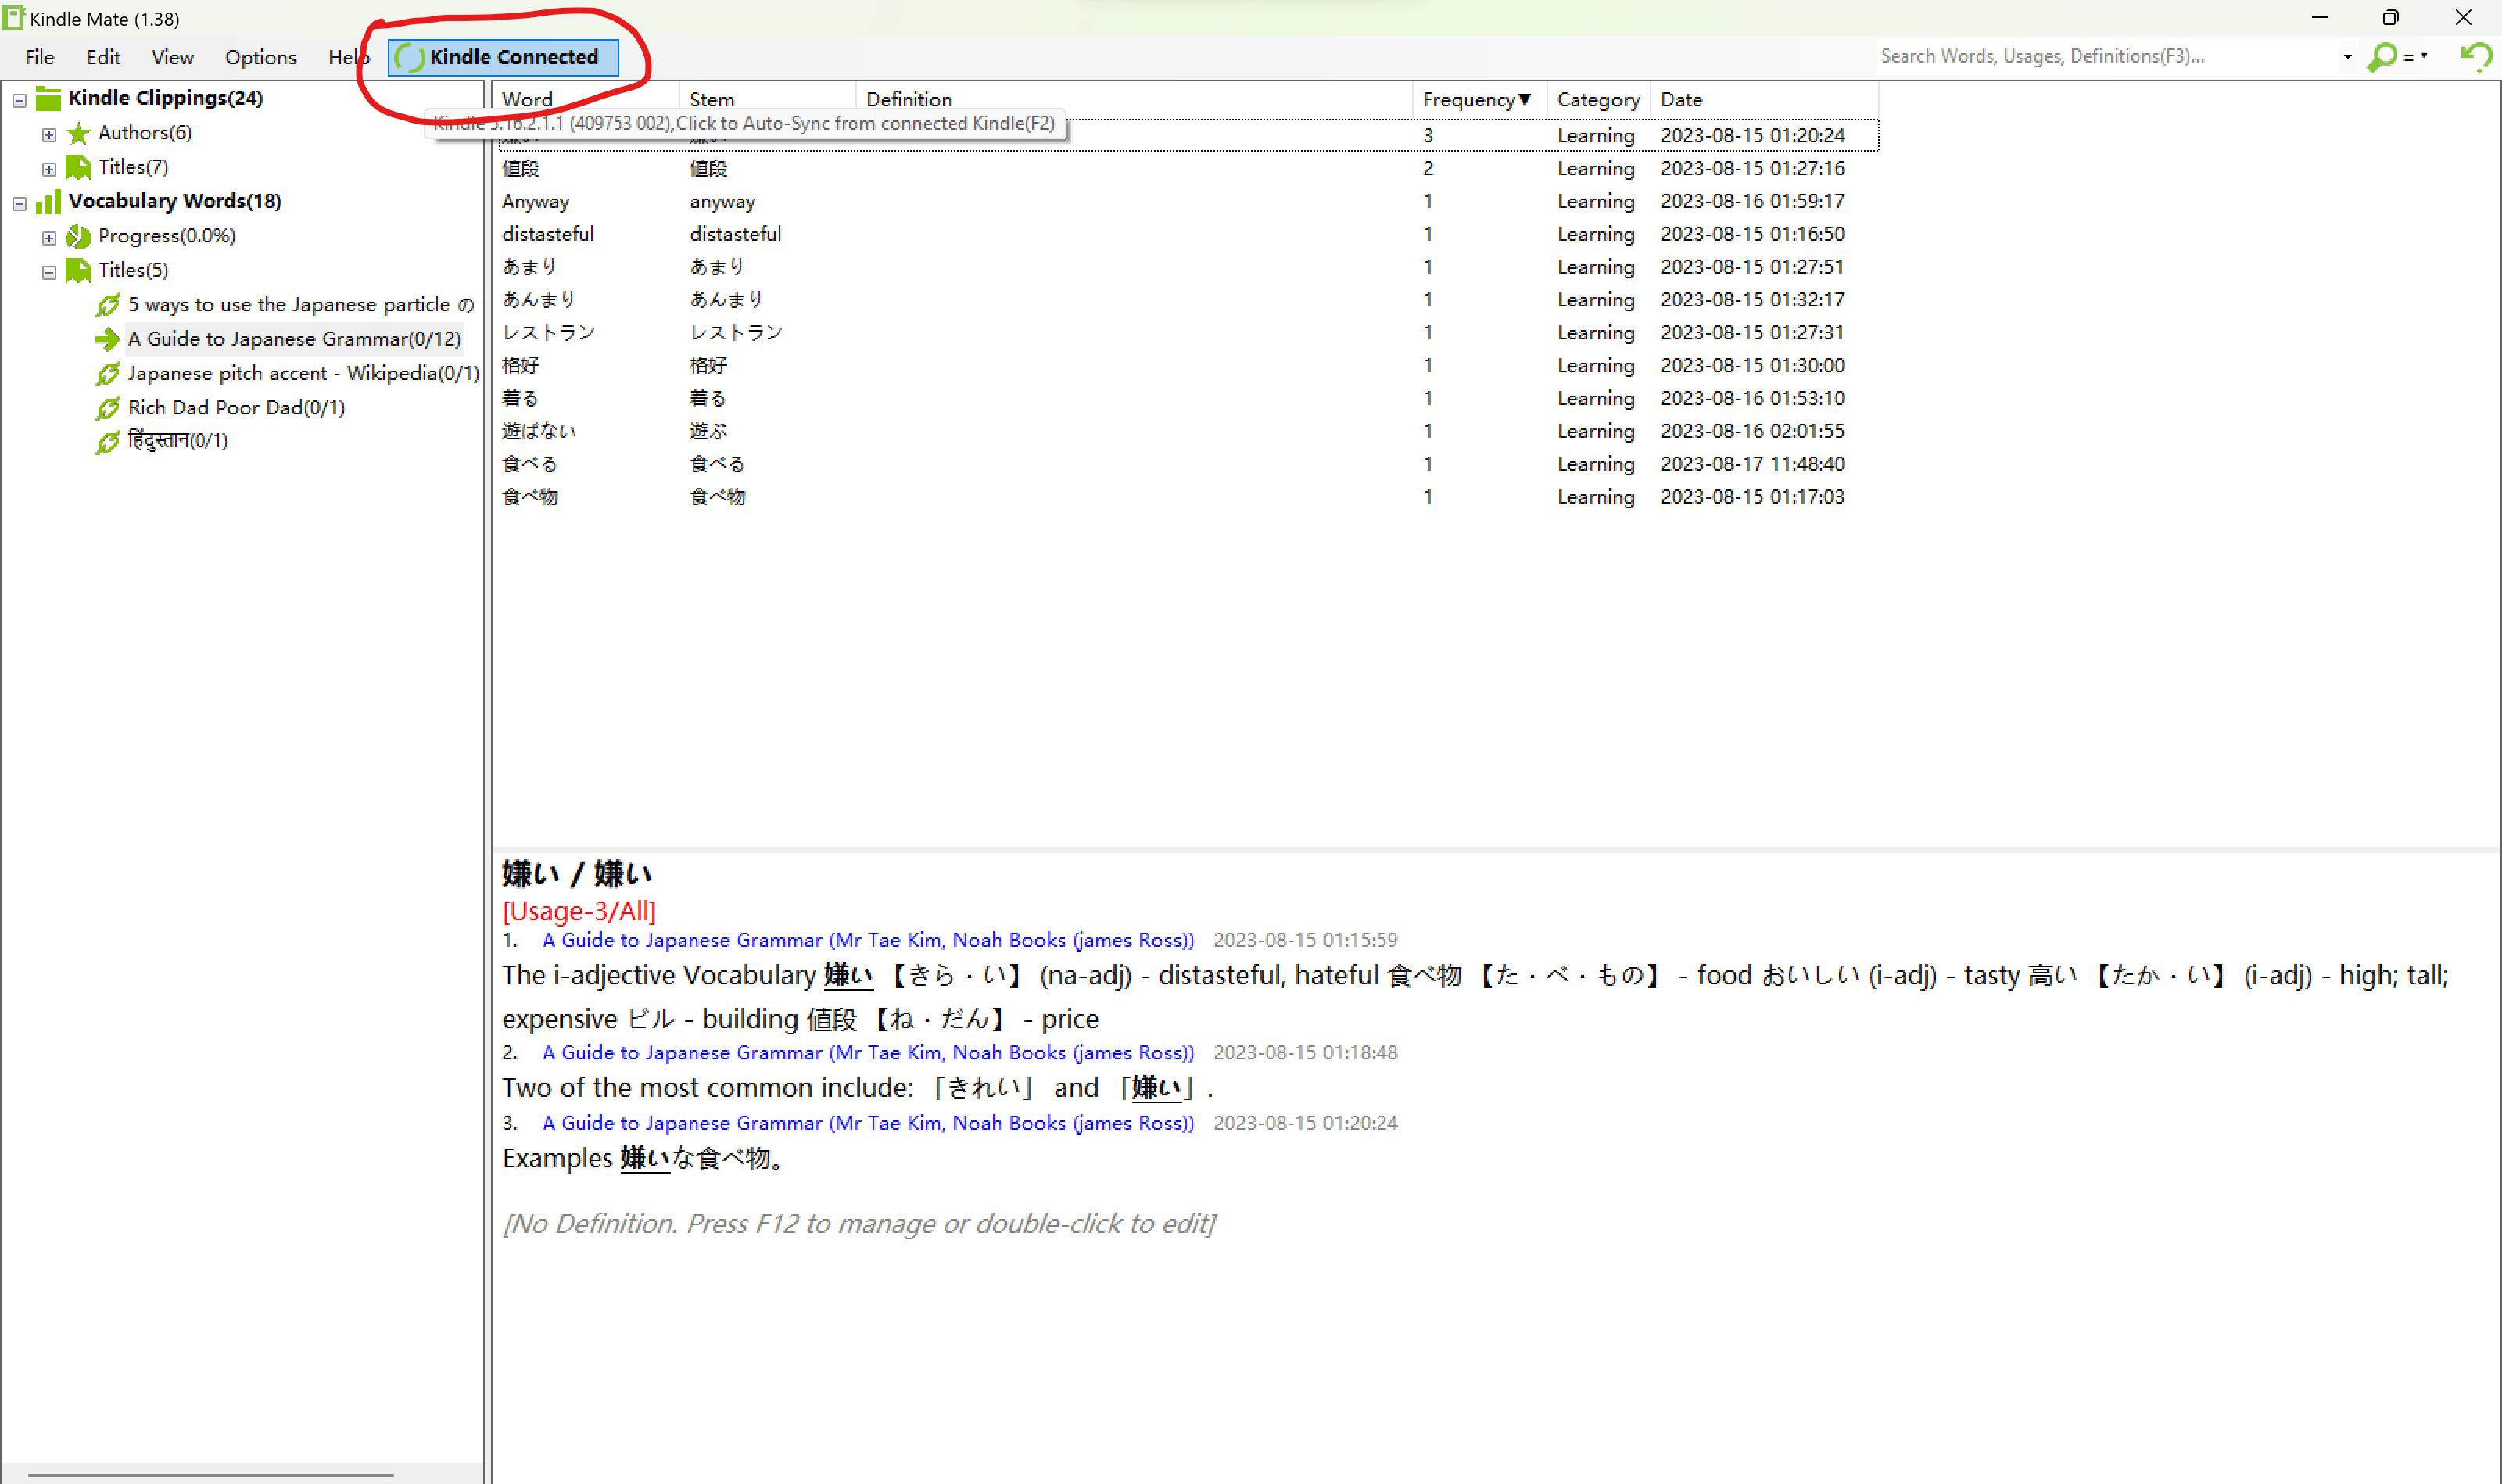 Kindle Mate (1.38)
File Edit View Options Help Kindle Connected Search Words, Usages, Definitions(F3)...
Kindle Clippings(24)
Authors(6)
Titles(7)
Vocabulary Words(18)
Progress(0.0%)
Titles(5)
5 ways to use the Japanese particle の
A Guide to Japanese Grammar(0/12)
Japanese pitch accent - Wikipedia(0/1)
Rich Dad Poor Dad(0/1)
हिंदुस्तान(0/1)
Word Stem Definition Frequency▼ Category Date
Kindle 5.16.2.1.1 (409753 002),Click to Auto-Sync from connected Kindle(F2)
3 Learning 2023-08-15 01:20:24
値段 値段 2 Learning 2023-08-15 01:27:16
Anyway anyway 1 Learning 2023-08-16 01:59:17
distasteful distasteful 1 Learning 2023-08-15 01:16:50
あまり あまり 1 Learning 2023-08-15 01:27:51
あんまり あんまり 1 Learning 2023-08-15 01:32:17
レストラン レストラン 1 Learning 2023-08-15 01:27:31
格好 格好 1 Learning 2023-08-15 01:30:00
着る 着る 1 Learning 2023-08-16 01:53:10
遊ばない 遊ぶ 1 Learning 2023-08-16 02:01:55
食べる 食べる 1 Learning 2023-08-17 11:48:40
食べ物 食べ物 1 Learning 2023-08-15 01:17:03
嫌い / 嫌い
[Usage-3/All]
1. A Guide to Japanese Grammar (Mr Tae Kim, Noah Books (james Ross)) 2023-08-15 01:15:59
The i-adjective Vocabulary 嫌い 【きら・い】 (na-adj) - distasteful, hateful 食べ物 【た・べ・もの】 - food おいしい (i-adj) - tasty 高い 【たか・い】 (i-adj) - high; tall;
expensive ビル - building 値段 【ね・だん】 - price
2. A Guide to Japanese Grammar (Mr Tae Kim, Noah Books (james Ross)) 2023-08-15 01:18:48
Two of the most common include: 「きれい」 and 「嫌い」.
3. A Guide to Japanese Grammar (Mr Tae Kim, Noah Books (james Ross)) 2023-08-15 01:20:24
Examples 嫌いな食べ物。
[No Definition. Press F12 to manage or double-click to edit]